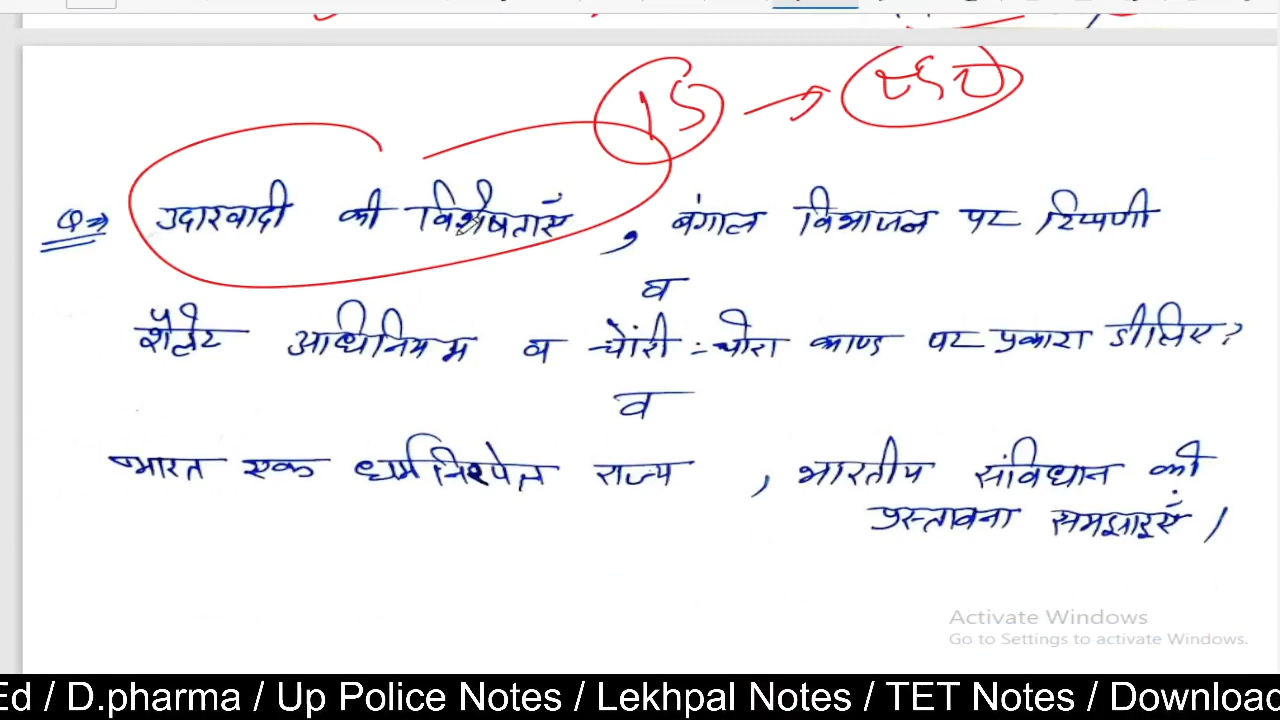 15 →
Q⇒ उदारवादी की विशेषताएँ , बंगाल विभाजन पर टिप्पणी
व
रौलेट अधिनियम व चौरी-चौरा काण्ड पर प्रकाश डालिए?
व
भारत एक धर्मनिरपेक्ष राज्य , भारतीय संविधान की
प्रस्तावना समझाइएँ ।
Activate Windows
Go to Settings to activate Windows.
Ed / D.pharma / Up Police Notes / Lekhpal Notes / TET Notes / Download